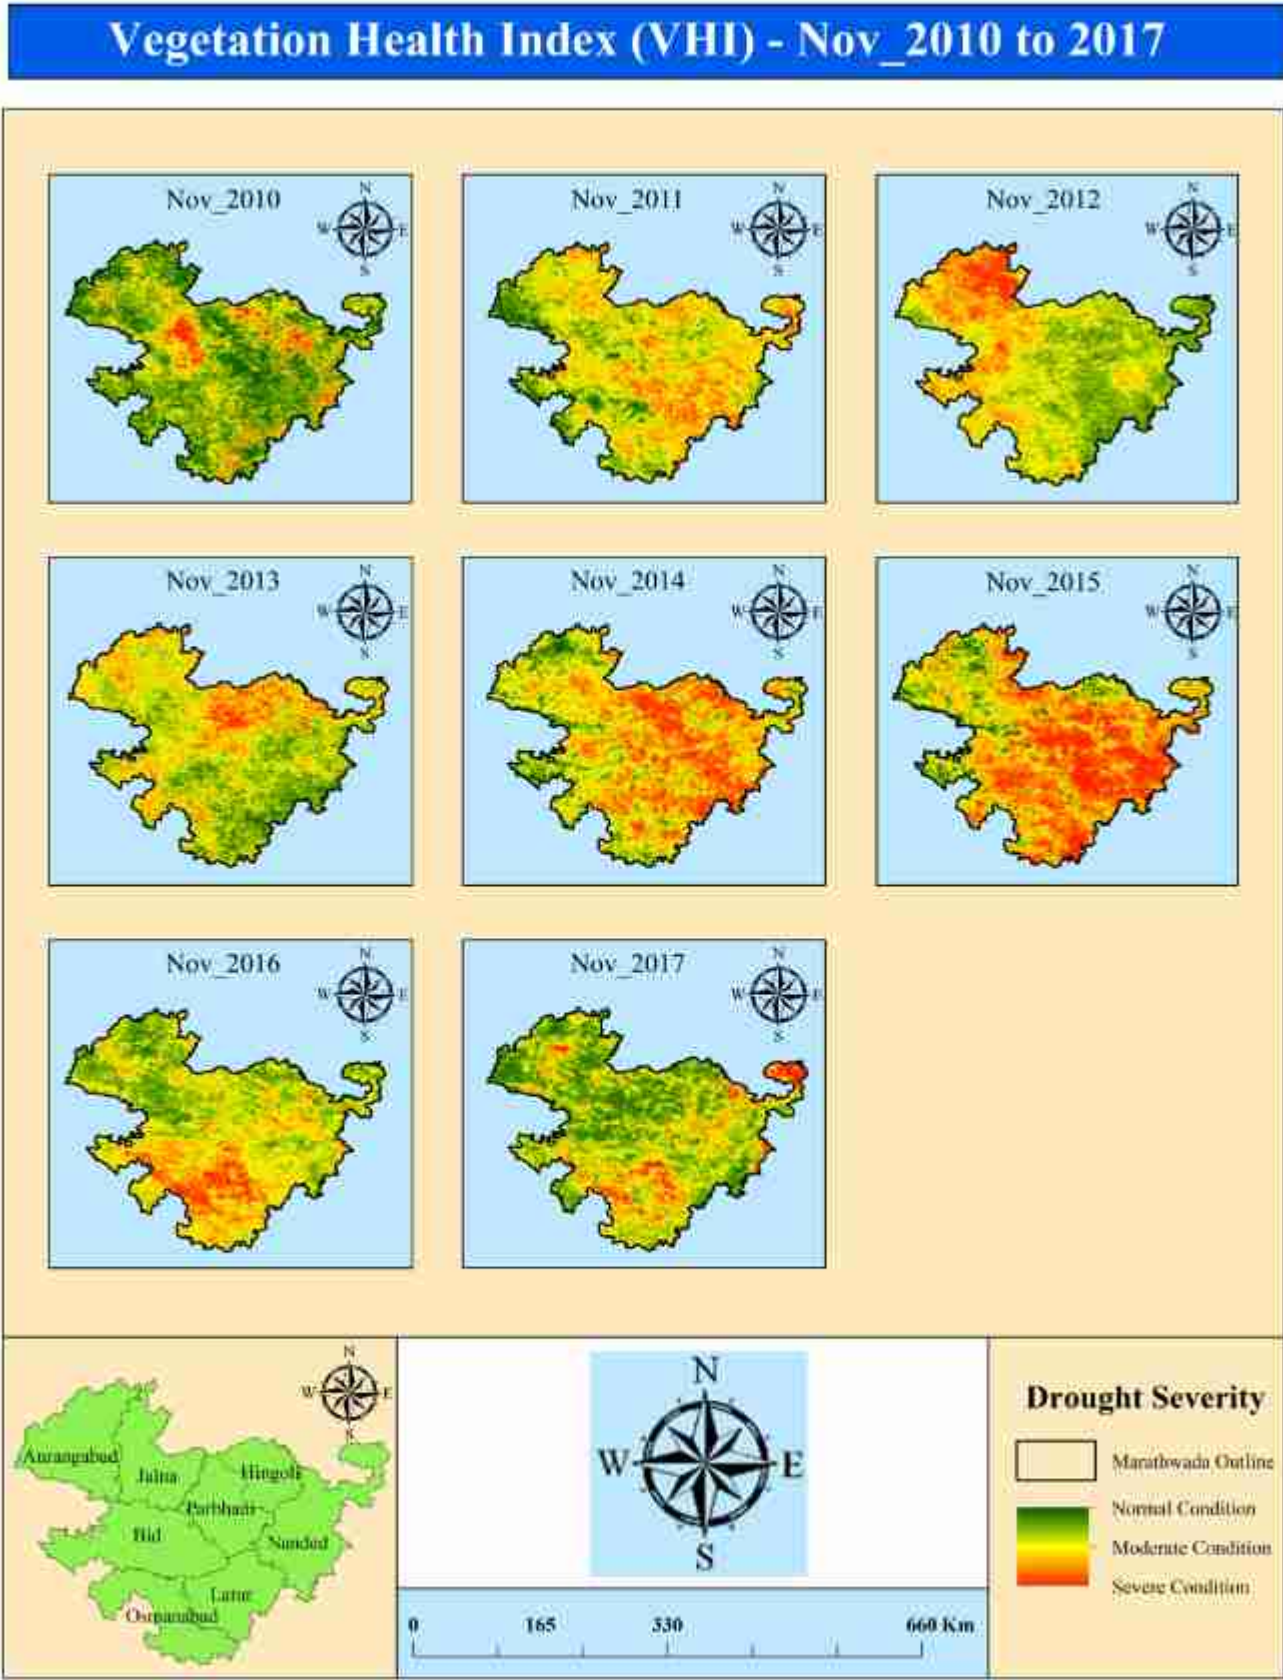 Vegetation Health Index (VHI) - Nov_2010 to 2017
Nov_2010
N
W E
S
Nov_2011
N
W E
S
Nov_2012
N
W E
S
Nov_2013
N
W E
S
Nov_2014
N
W E
S
Nov_2015
N
W E
S
Nov_2016
N
W E
S
Nov_2017
N
W E
S
N
W E
S
Aurangabad
Jalna
Hingoli
Parbhani
Bid
Nanded
Latur
Osmanabad
N
W E
S
0 165 330 660 Km
Drought Severity
Marathwada Outline
Normal Condition
Moderate Condition
Severe Condition